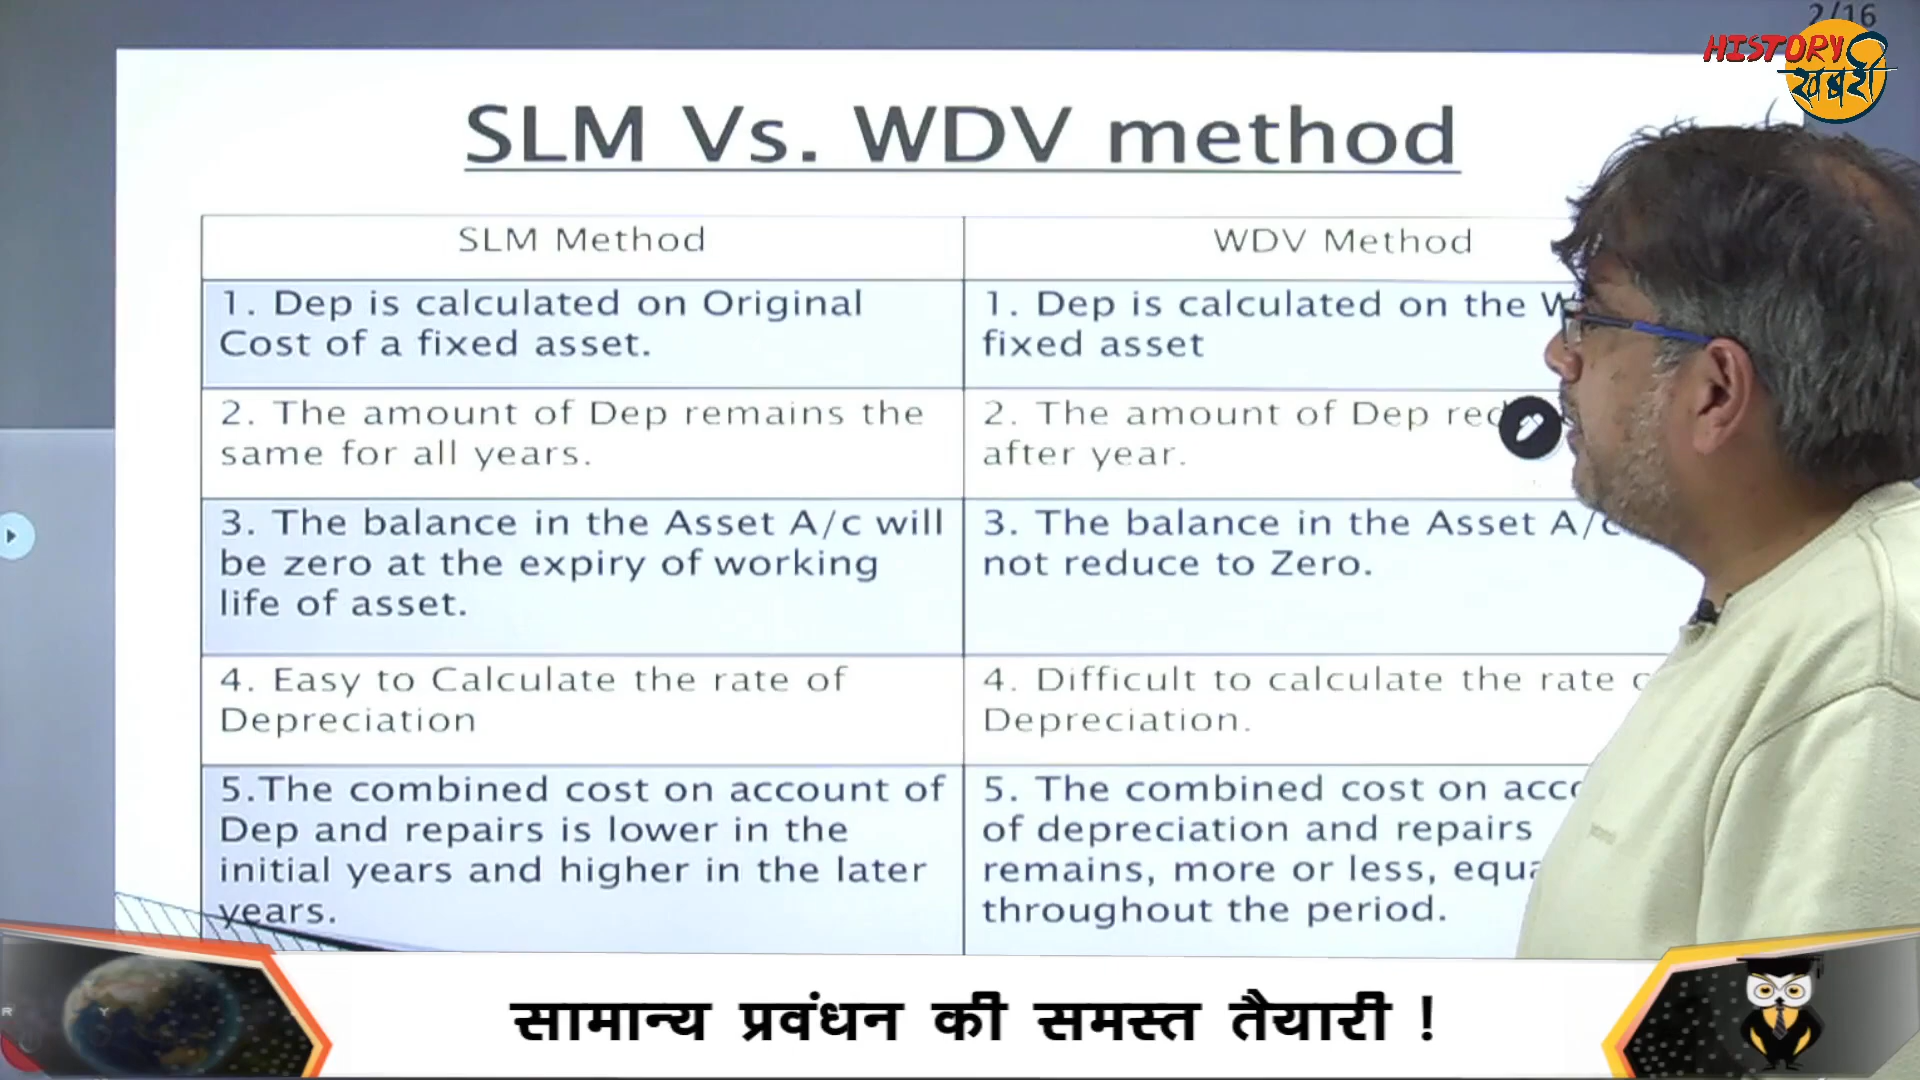 2/16
HISTORY
खबरी
SLM Vs. WDV method
SLM Method
WDV Method
1. Dep is calculated on Original
Cost of a fixed asset.
1. Dep is calculated on the
fixed asset
2. The amount of Dep remains the
same for all years.
2. The amount of Dep
after year.
3. The balance in the Asset A/c will
be zero at the expiry of working
life of asset.
3. The balance in the Asset A/c
not reduce to Zero.
4. Easy to Calculate the rate of
Depreciation
4. Difficult to calculate the rate
Depreciation.
5.The combined cost on account of
Dep and repairs is lower in the
initial years and higher in the later
years.
5. The combined cost on
of depreciation and repairs
remains, more or less,
throughout the period.
सामान्य प्रवंधन की समस्त तैयारी !